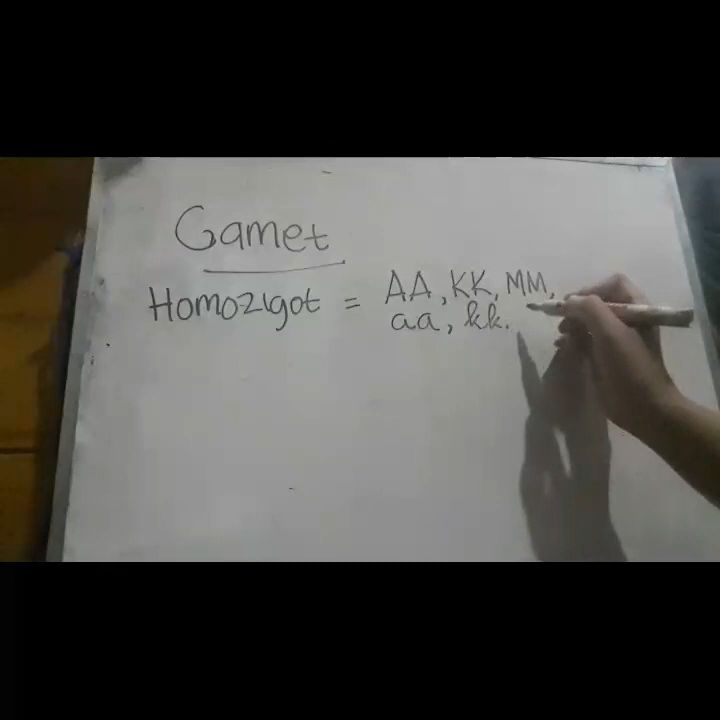 Gamet
Homozigot = AA, KK, MM,
aa, kk.